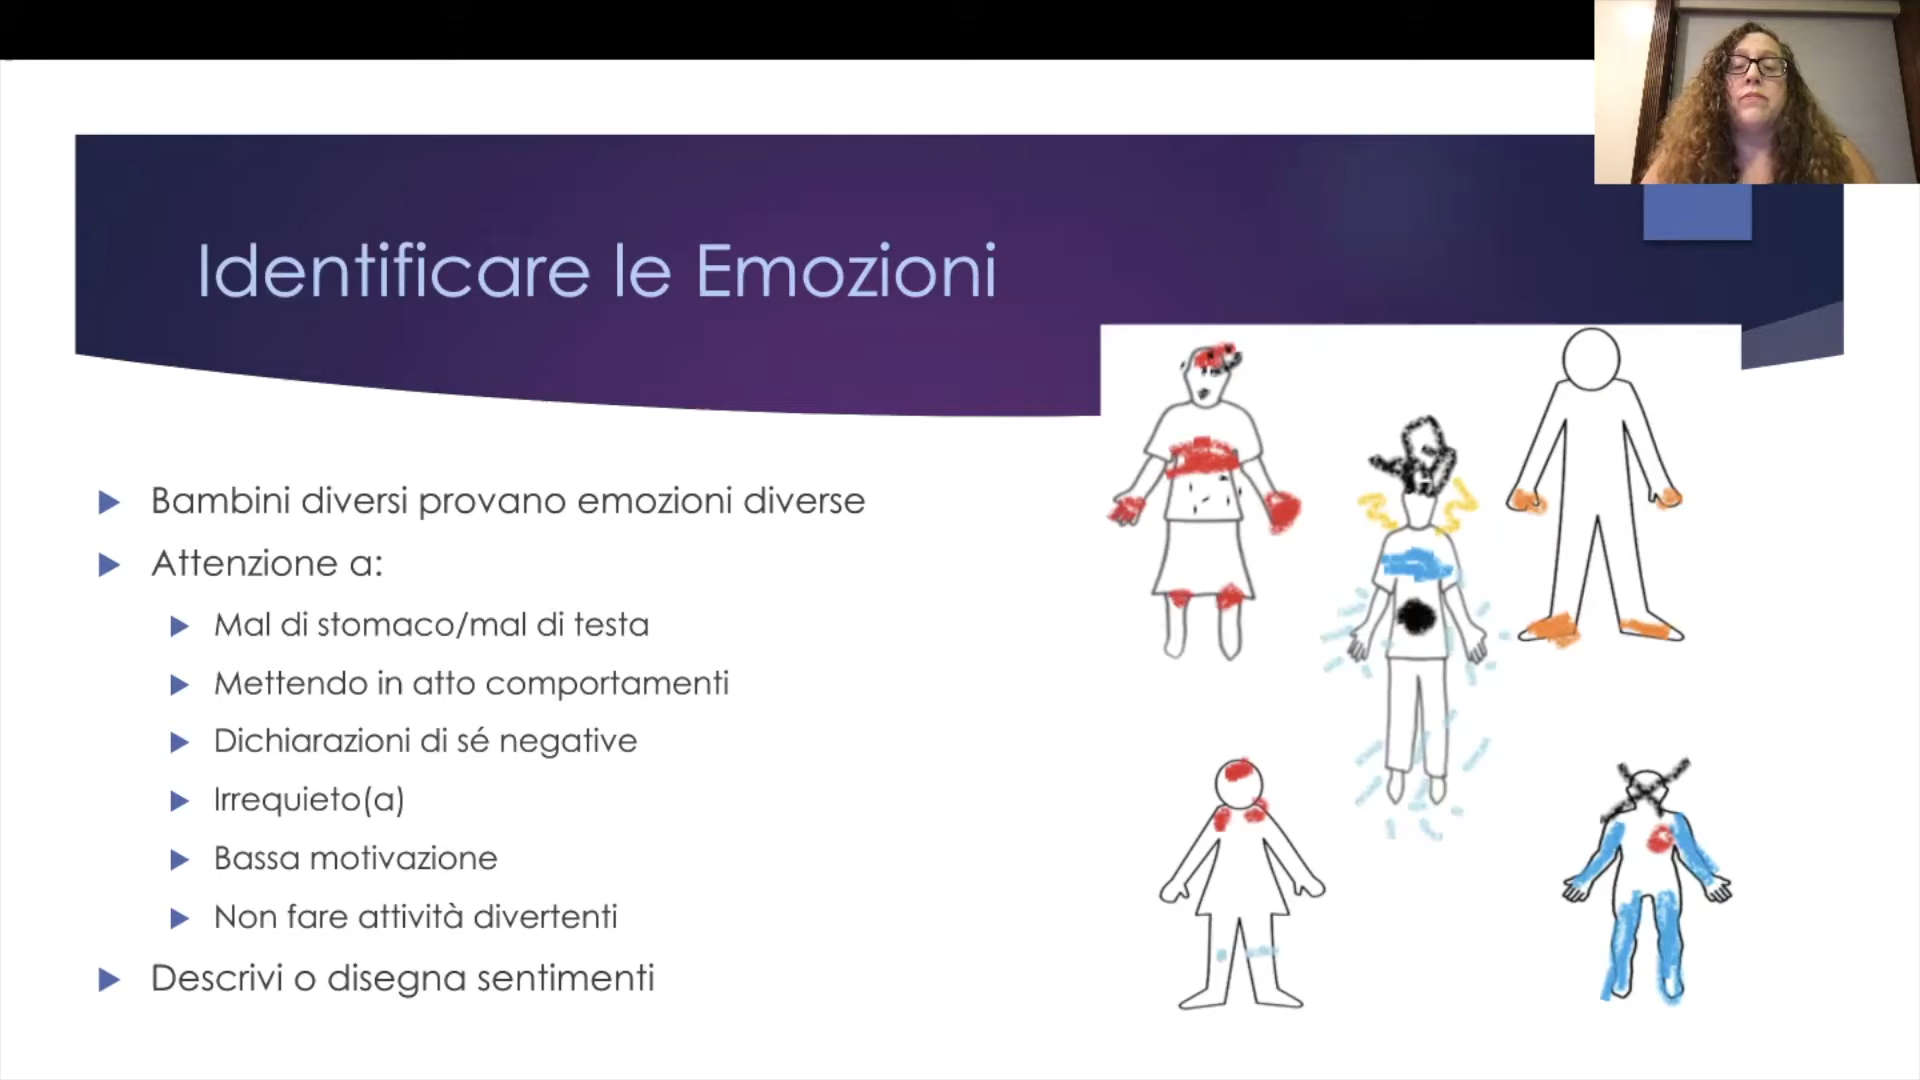 Identificare le Emozioni
Bambini diversi provano emozioni diverse
Attenzione a:
Mal di stomaco/mal di testa
Mettendo in atto comportamenti
Dichiarazioni di sé negative
Irrequieto(a)
Bassa motivazione
Non fare attività divertenti
Descrivi o disegna sentimenti